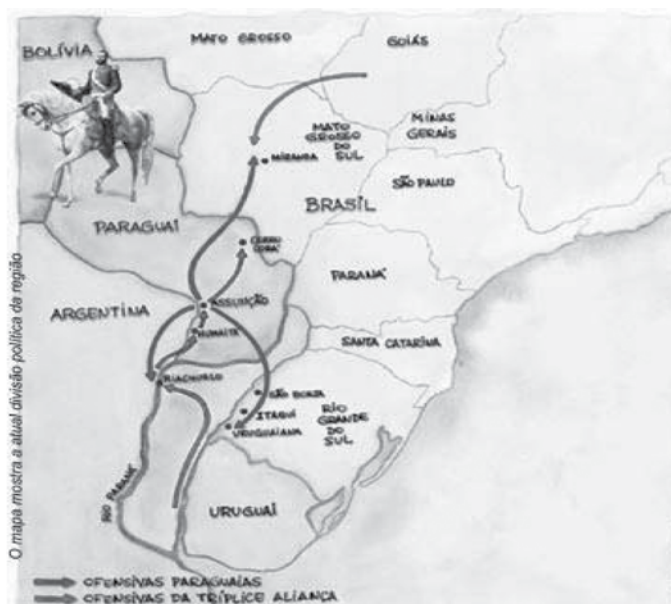 MATO GROSSO
GOIÁS
BOLÍVIA
MINAS
GERAIS
MATO
GROSSO
DO
SUL
MIRANDA
SÃO PAULO
BRASIL
PARAGUAI
CERRO
CORÁ
PARANÁ
ASSUNÇÃO
ARGENTINA
HUMAITÁ
SANTA CATARINA
RIACHUELO
SÃO BORJA
ITAQUI
RIO
GRANDE
DO
SUL
URUGUAIANA
RIO PARANÁ
URUGUAI
O mapa mostra a atual divisão política da região
OFENSIVAS PARAGUAIAS
OFENSIVAS DA TRÍPLICE ALIANÇA